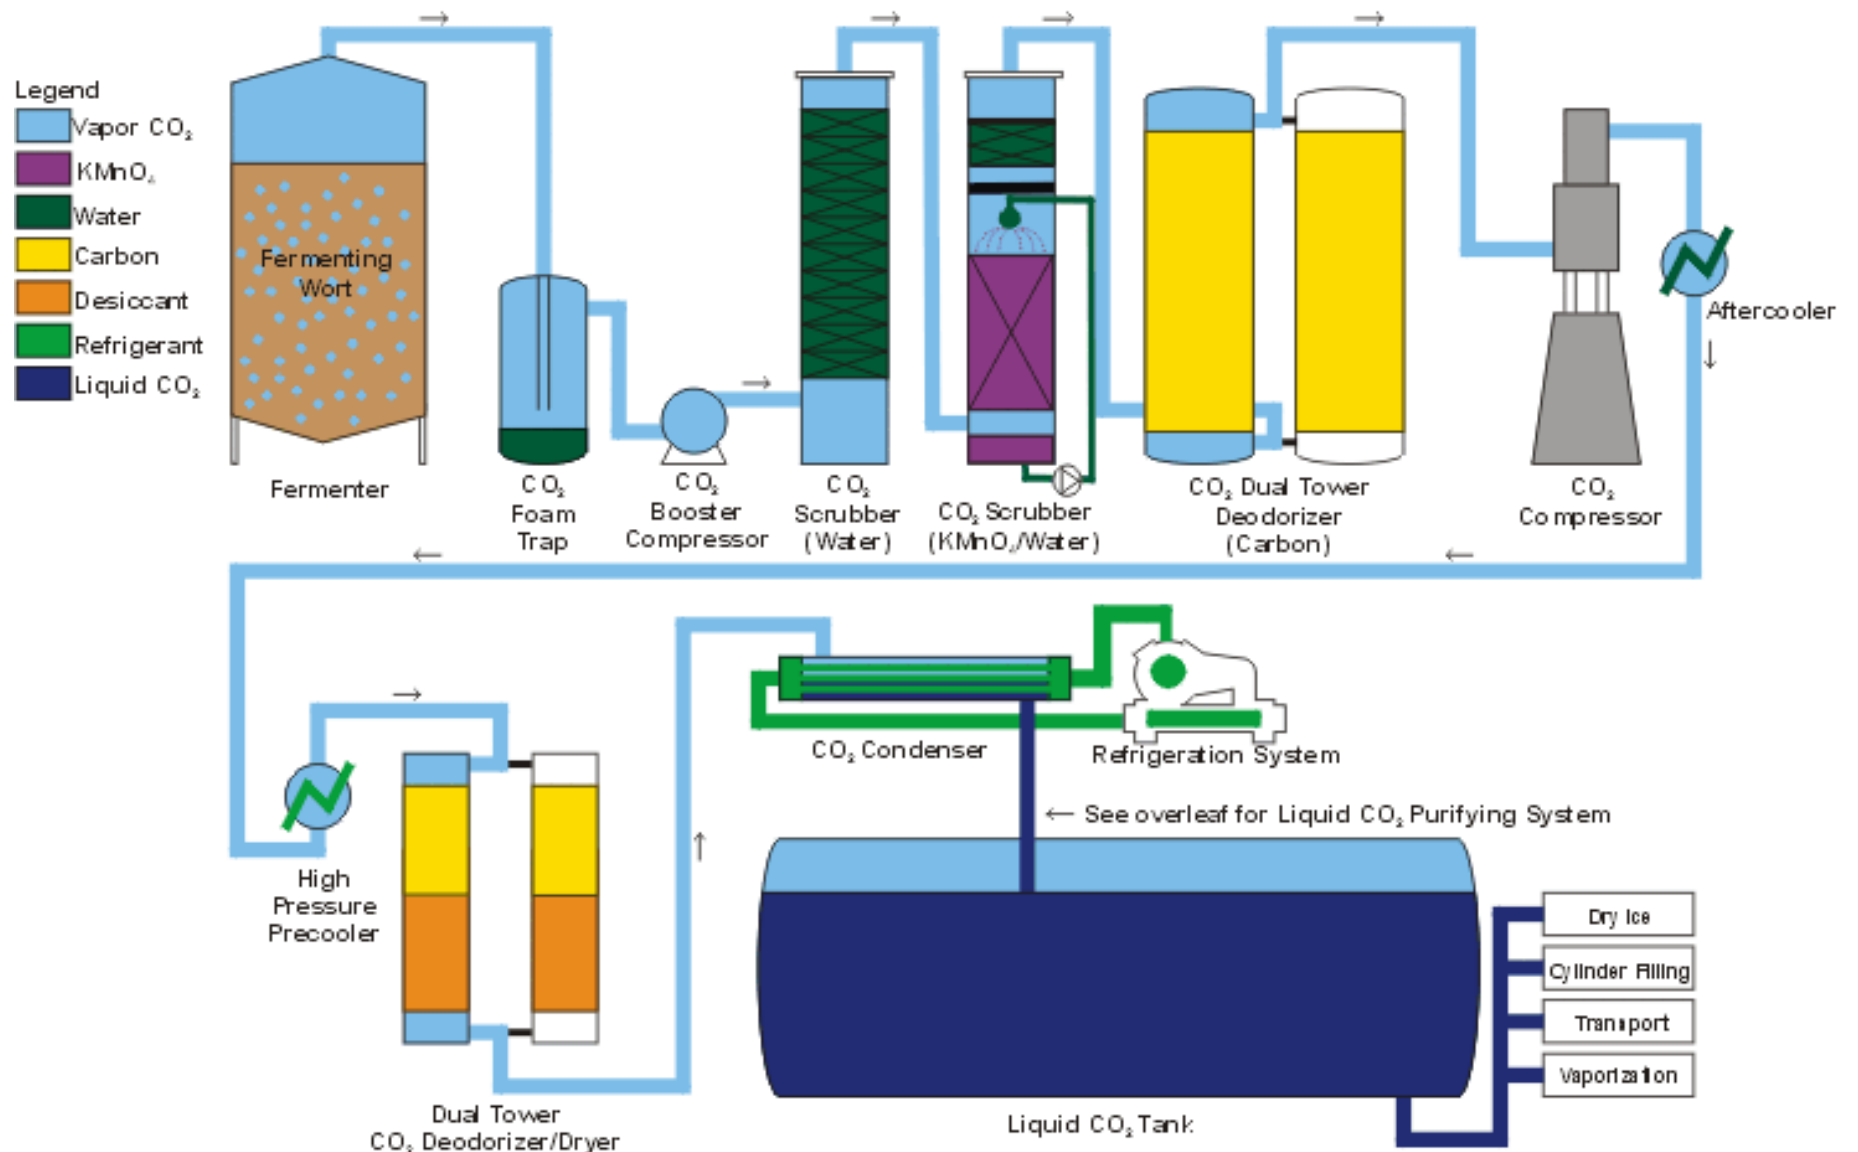 Legend
Vapor CO₂
KMnO₄
Water
Carbon
Desiccant
Refrigerant
Liquid CO₂
Fermenting
Wort
Fermenter
CO₂
Foam
Trap
CO₂
Booster
Compressor
CO₂
Scrubber
(Water)
CO₂ Scrubber
(KMnO₄/Water)
CO₂ Dual Tower
Deodorizer
(Carbon)
CO₂
Compressor
Aftercooler
High
Pressure
Precooler
Dual Tower
CO₂ Deodorizer/Dryer
CO₂ Condenser
Refrigeration System
See overleaf for Liquid CO₂ Purifying System
Liquid CO₂ Tank
Dry Ice
Cylinder Filling
Transport
Vaporization